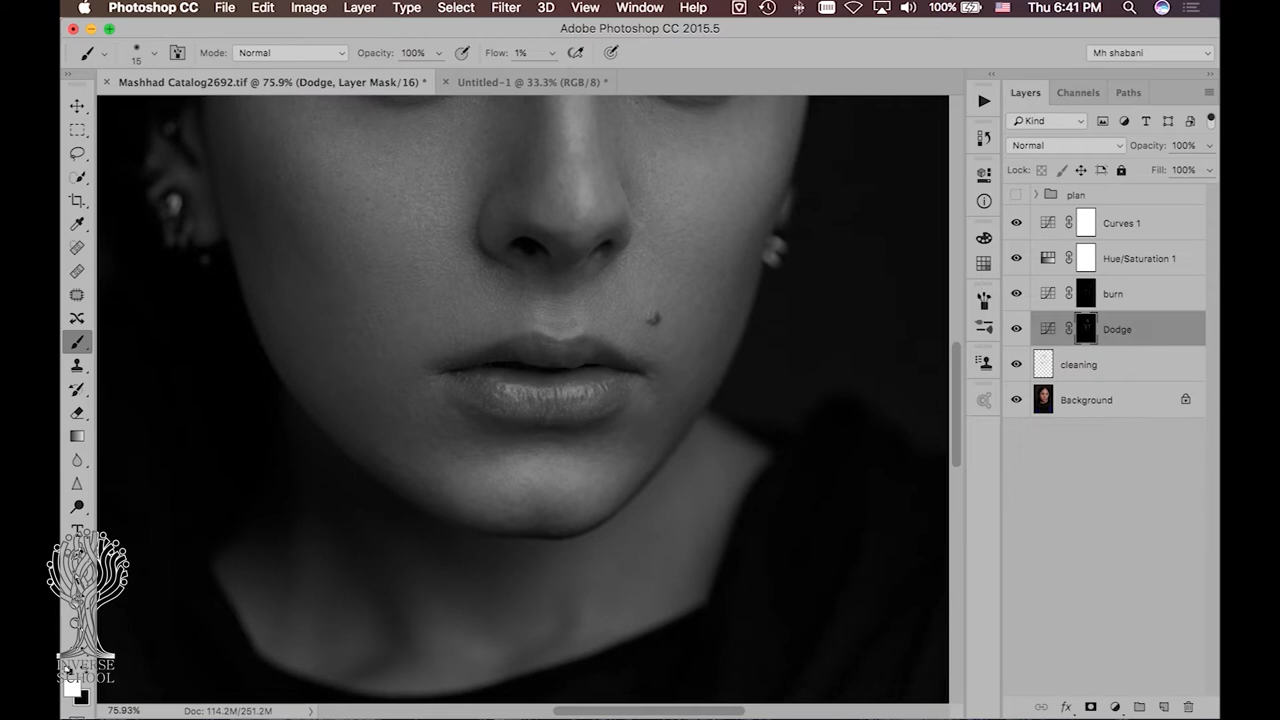 Photoshop CC File Edit Image Layer Type Select Filter 3D View Window Help 100% Thu 6:41 PM
Adobe Photoshop CC 2015.5
15 Mode: Normal Opacity: 100% Flow: 1% Mh shabani
Mashhad Catalog2692.tif @ 75.9% (Dodge, Layer Mask/16) * Untitled-1 @ 33.3% (RGB/8) *
Layers Channels Paths
Kind
Normal Opacity: 100%
Lock: Fill: 100%
plan
Curves 1
Hue/Saturation 1
burn
Dodge
cleaning
Background
INVERSE
SCHOOL
75.93% Doc: 114.2M/251.2M